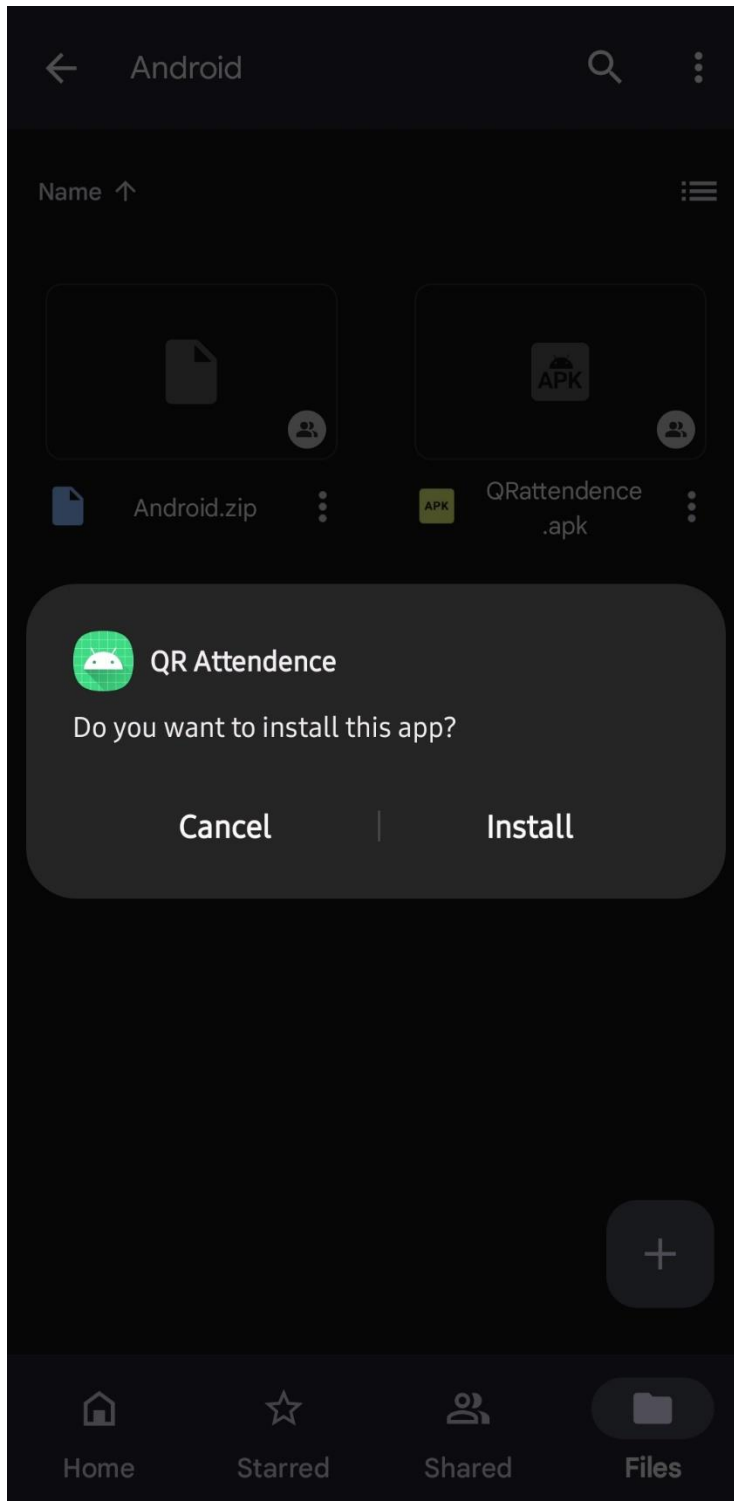 Android
Name
APK
Android.zip
APK
QRattendence
.apk
QR Attendence
Do you want to install this app?
Cancel
Install
Home
Starred
Shared
Files